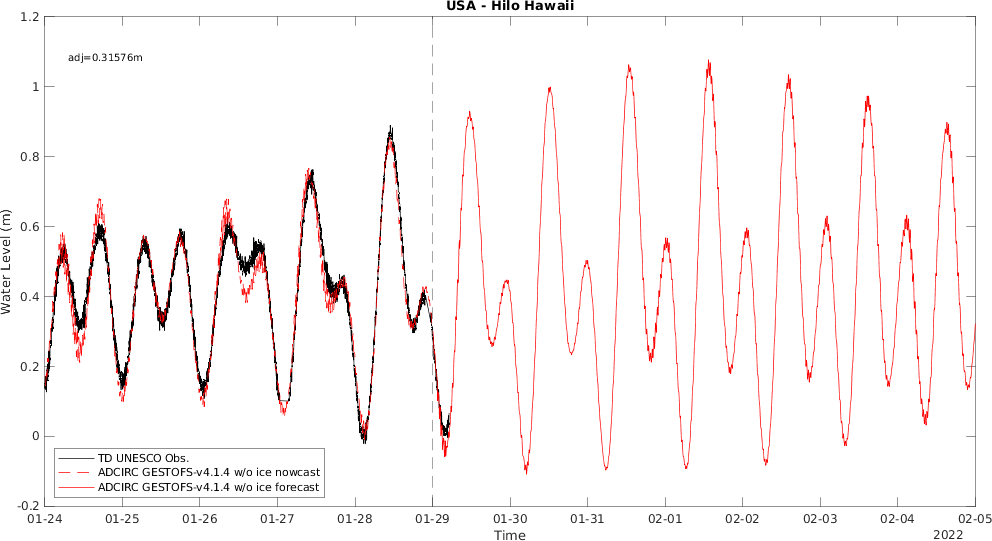 USA - Hilo Hawaii
adj=0.31576m
1.2
1
0.8
0.6
0.4
0.2
0
-0.2
Water Level (m)
TD UNESCO Obs.
ADCIRC GESTOFS-v4.1.4 w/o ice nowcast
ADCIRC GESTOFS-v4.1.4 w/o ice forecast
01-24 01-25 01-26 01-27 01-28 01-29 01-30 01-31 02-01 02-02 02-03 02-04 02-05
Time
2022